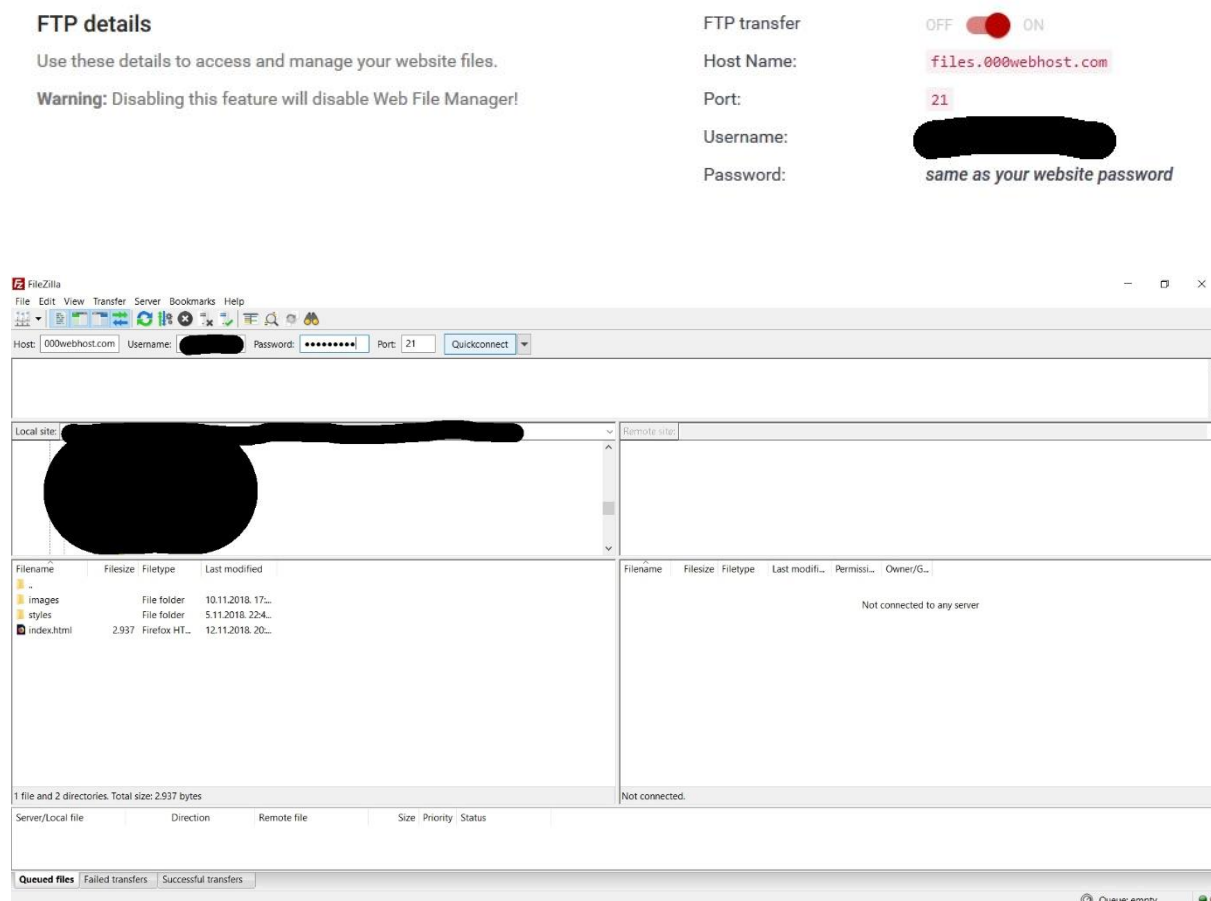 FTP details
Use these details to access and manage your website files.
Warning: Disabling this feature will disable Web File Manager!
FTP transfer OFF ON
Host Name: files.000webhost.com
Port: 21
Username:
Password: same as your website password
FileZilla
File Edit View Transfer Server Bookmarks Help
Host: 000webhost.com Username: Password: ••••••••• Port: 21 Quickconnect
Local site:
Remote site:
Filename Filesize Filetype Last modified
..
images File folder 10.11.2018. 17:...
styles File folder 5.11.2018. 22:4...
index.html 2.937 Firefox HT... 12.11.2018. 20:...
1 file and 2 directories. Total size: 2.937 bytes
Filename Filesize Filetype Last modifi... Permissi... Owner/G...
Not connected to any server
Not connected.
Server/Local file Direction Remote file Size Priority Status
Queued files Failed transfers Successful transfers
Queue: empty